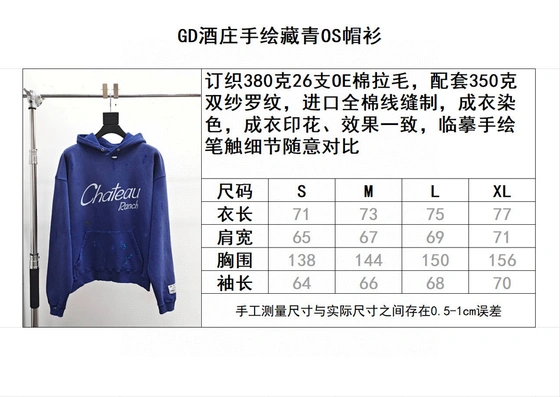 GD酒庄手绘藏青OS帽衫
订织380克26支OE棉拉毛，配套350克
双纱罗纹，进口全棉线缝制，成衣染
色，成衣印花、效果一致，临摹手绘
笔触细节随意对比
Chateau
Ranch
尺码 S M L XL
衣长 71 73 75 77
肩宽 65 67 69 71
胸围 138 144 150 156
袖长 64 66 68 70
手工测量尺寸与实际尺寸之间存在0.5-1cm误差